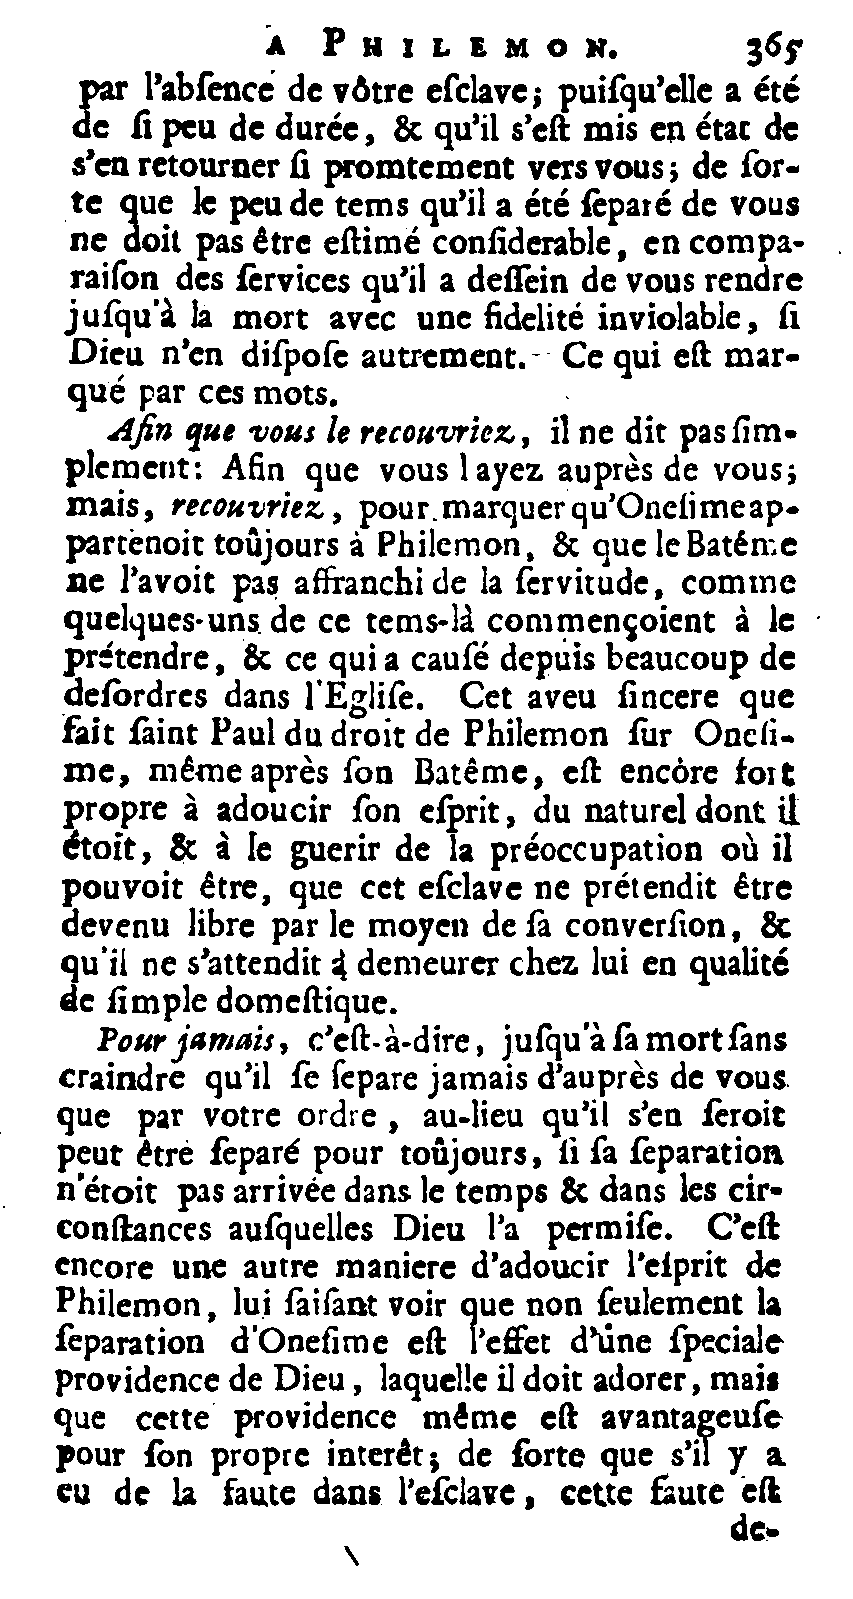 A PHILEMON. 365
par l'abſence de vôtre eſclave; puiſqu'elle a été
de ſi peu de durée, & qu'il s'eſt mis en état de
s'en retourner ſi promtement vers vous; de ſor-
te que le peu de tems qu'il a été ſeparé de vous
ne doit pas être eſtimé conſiderable, en compa-
raiſon des ſervices qu'il a deſſein de vous rendre
juſqu'à la mort avec une fidelité inviolable, ſi
Dieu n'en diſpoſe autrement. Ce qui eſt mar-
qué par ces mots.
Afin que vous le recouvriez, il ne dit pas ſim-
plement: Afin que vous l ayez auprès de vous;
mais, recouvriez, pour marquer qu'Oneſime ap-
partenoit toûjours à Philemon, & que le Batême
ne l'avoit pas affranchi de la ſervitude, comme
quelques-uns de ce tems-là commençoient à le
prétendre, & ce qui a cauſé depuis beaucoup de
deſordres dans l'Egliſe. Cet aveu ſincere que
fait ſaint Paul du droit de Philemon ſur Oneſi-
me, même après ſon Batême, eſt encôre fort
propre à adoucir ſon eſprit, du naturel dont il
étoit, & à le guerir de la préoccupation où il
pouvoit être, que cet eſclave ne prétendit être
devenu libre par le moyen de ſa converſion, &
qu'il ne s'attendit à demeurer chez lui en qualité
de ſimple domeſtique.
Pour jamais, c'eſt-à-dire, juſqu'à ſa mort ſans
craindre qu'il ſe ſepare jamais d'auprès de vous
que par votre ordre, au-lieu qu'il s'en ſeroit
peut être ſeparé pour toûjours, ſi ſa ſeparation
n'étoit pas arrivée dans le temps & dans les cir-
conſtances auſquelles Dieu l'a permiſe. C'eſt
encore une autre maniere d'adoucir l'eſprit de
Philemon, lui faiſant voir que non ſeulement la
ſeparation d'Oneſime eſt l'effet d'une ſpeciale
providence de Dieu, laquelle il doit adorer, mais
que cette providence même eſt avantageuſe
pour ſon propre interêt; de ſorte que s'il y a
eu de la faute dans l'eſclave, cette faute eſt
de-